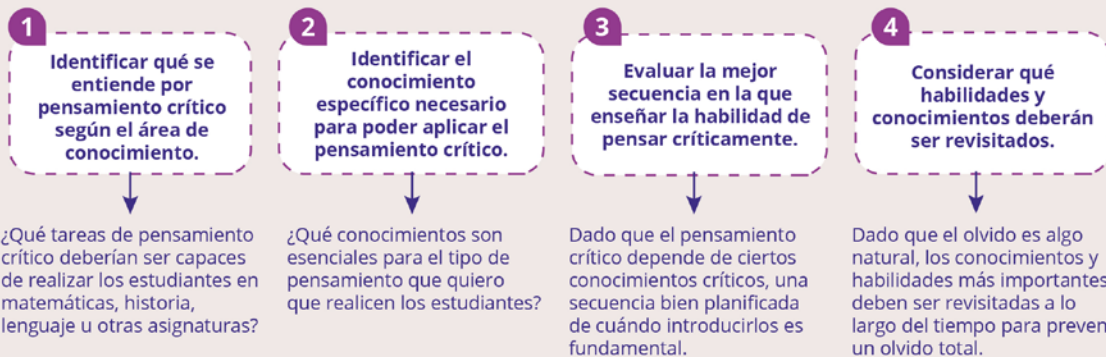 1
Identificar qué se
entiende por
pensamiento crítico
según el área de
conocimiento.
¿Qué tareas de pensamiento
crítico deberían ser capaces
de realizar los estudiantes en
matemáticas, historia,
lenguaje u otras asignaturas?
2
Identificar el
conocimiento
específico necesario
para poder aplicar el
pensamiento crítico.
¿Qué conocimientos son
esenciales para el tipo de
pensamiento que quiero
que realicen los estudiantes?
3
Evaluar la mejor
secuencia en la que
enseñar la habilidad de
pensar críticamente.
Dado que el pensamiento
crítico depende de ciertos
conocimientos críticos, una
secuencia bien planificada
de cuándo introducirlos es
fundamental.
4
Considerar qué
habilidades y
conocimientos deberán
ser revisitados.
Dado que el olvido es algo
natural, los conocimientos y
habilidades más importantes
deben ser revisitadas a lo
largo del tiempo para preven
un olvido total.